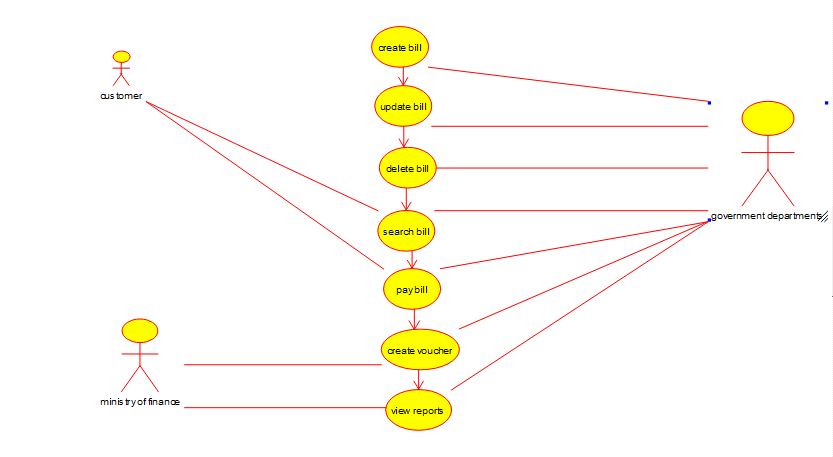 create bill
customer
update bill
delete bill
government departments
search bill
pay bill
create voucher
ministry of finance
view reports